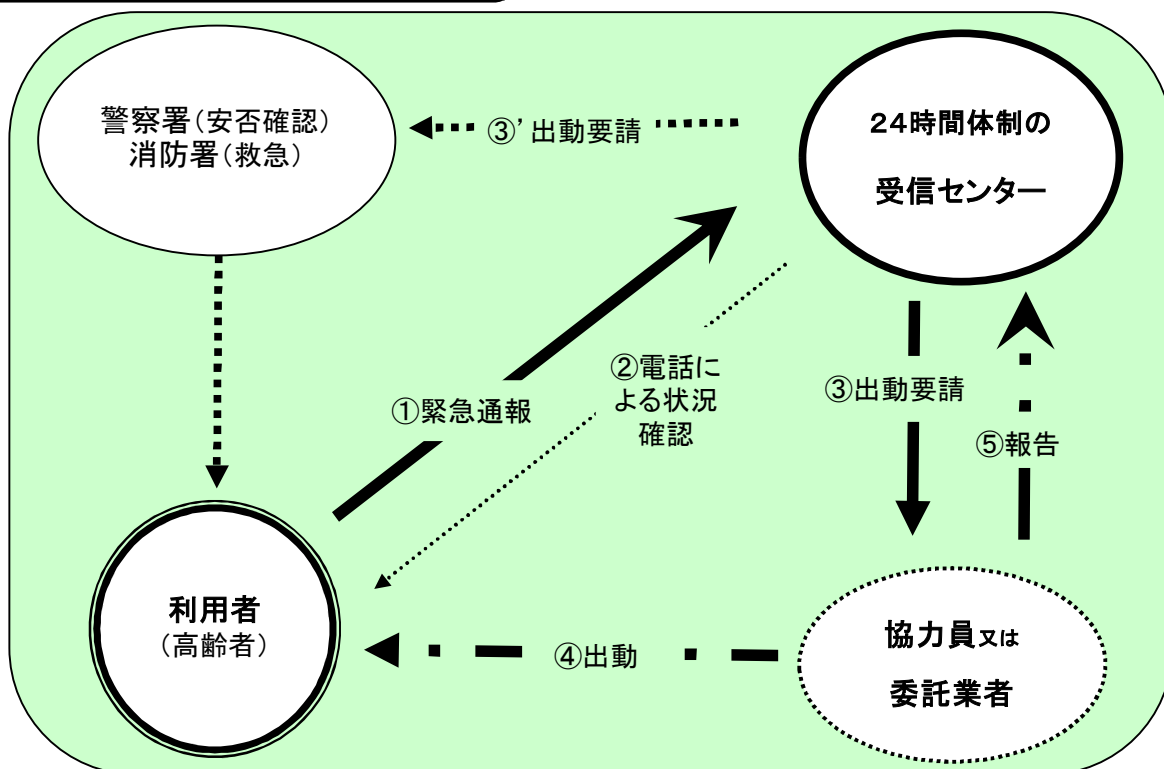 警察署(安否確認)
消防署(救急)
③’出動要請
24時間体制の
受信センター
①緊急通報
②電話に
よる状況
確認
③出動要請
⑤報告
利用者
(高齢者)
④出動
協力員又は
委託業者